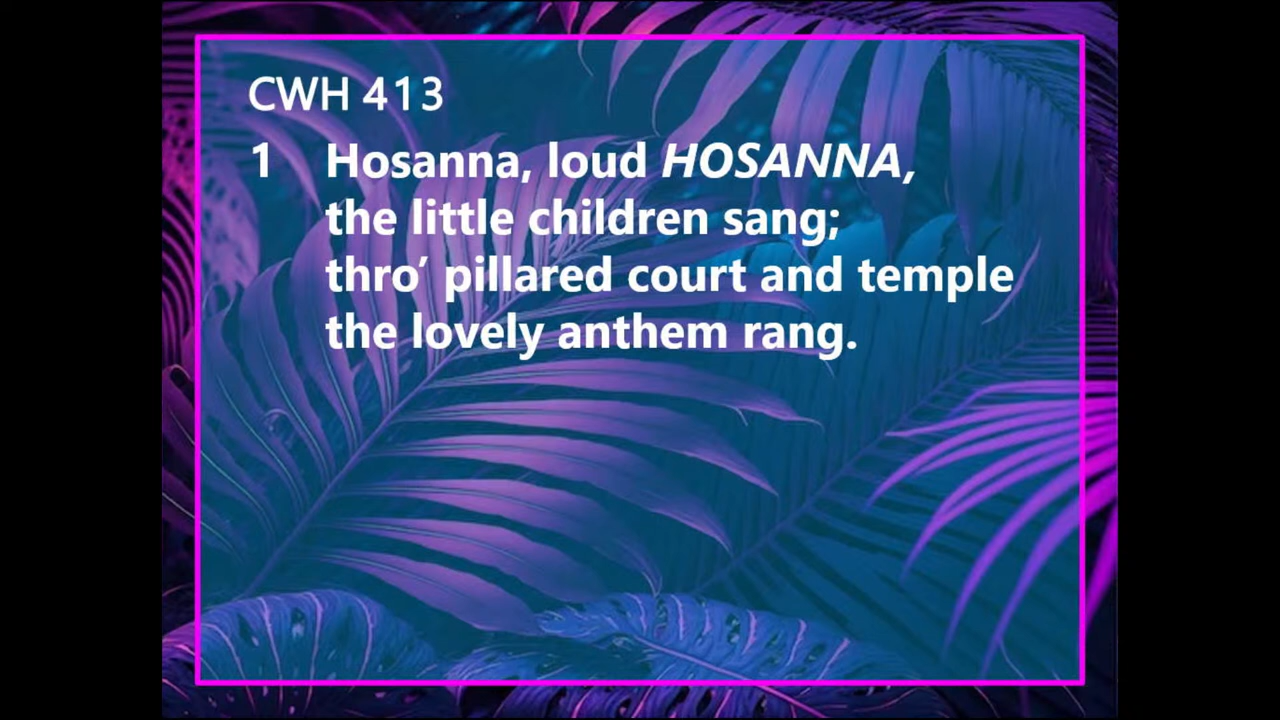 CWH 413
1 Hosanna, loud HOSANNA,
the little children sang;
thro’ pillared court and temple
the lovely anthem rang.